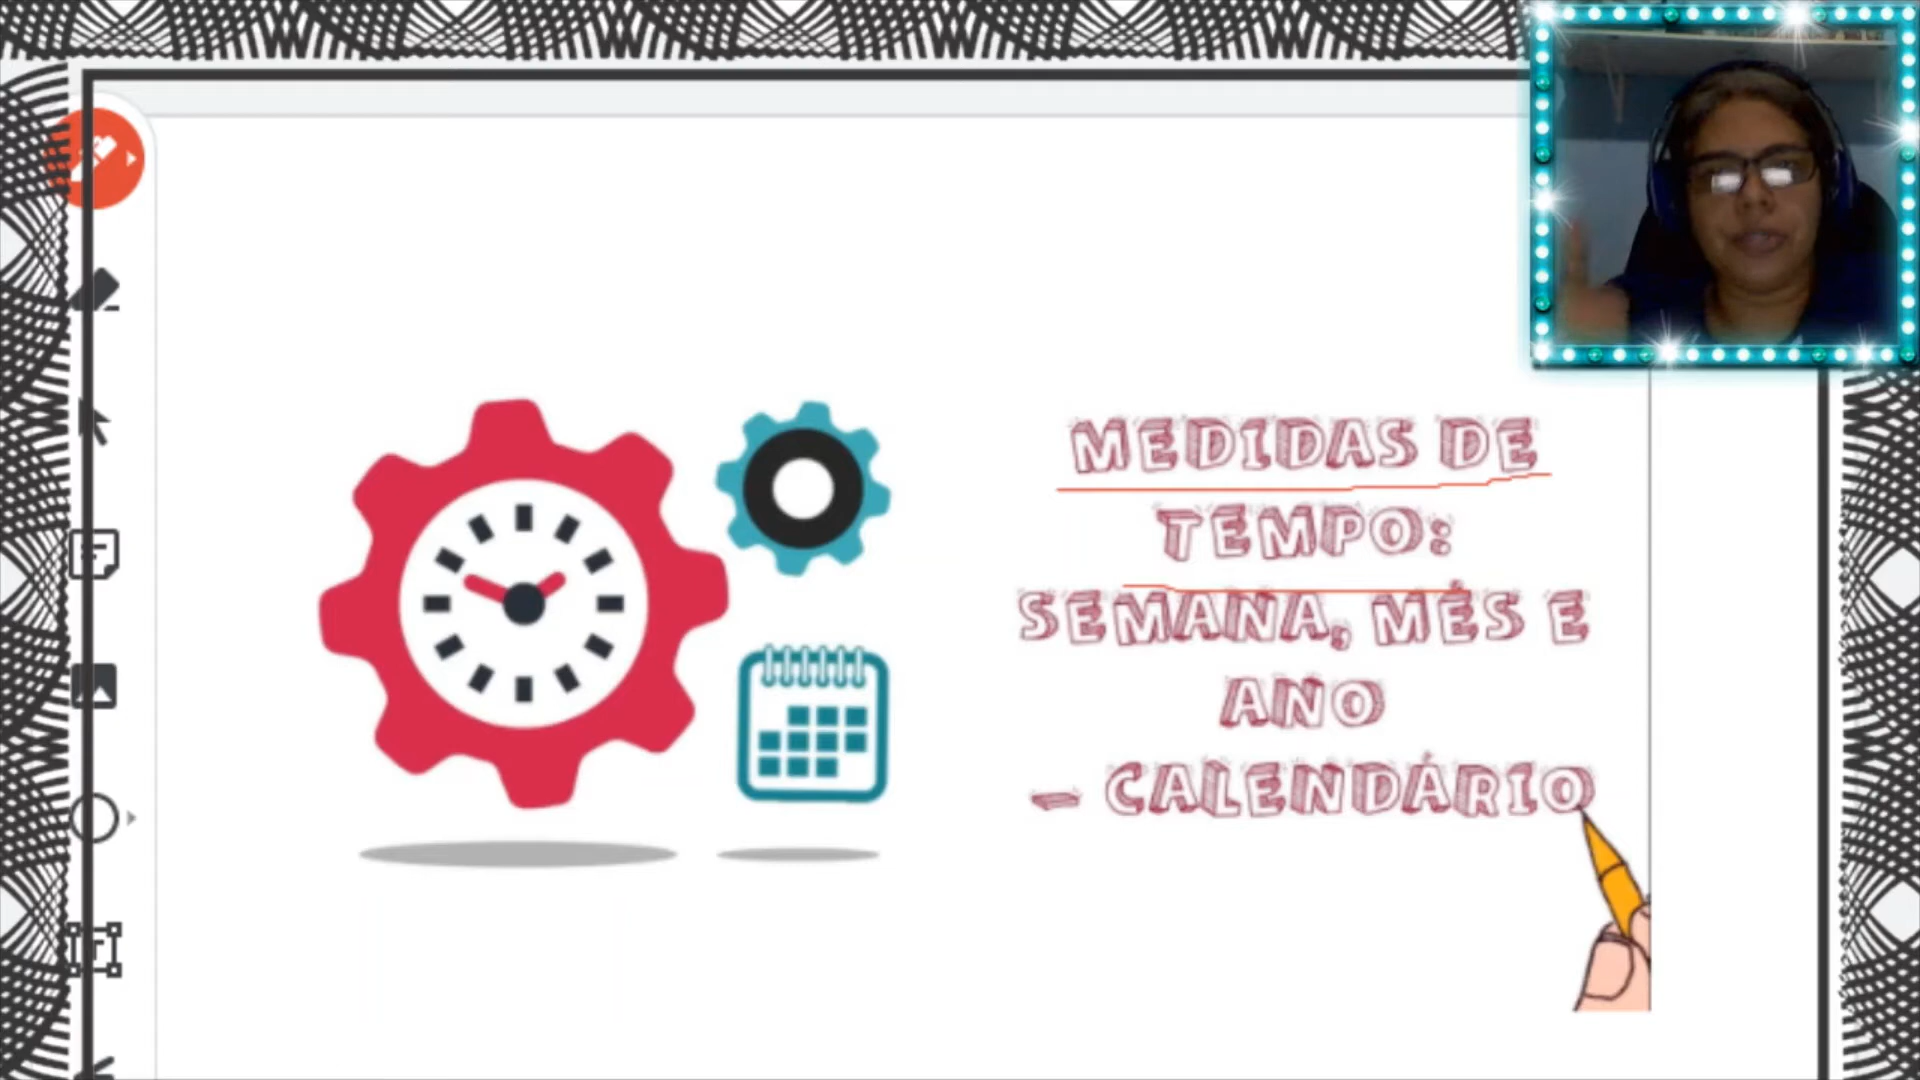 MEDIDAS DE
TEMPO:
SEMANA, MÊS E
ANO
- CALENDÁRIO